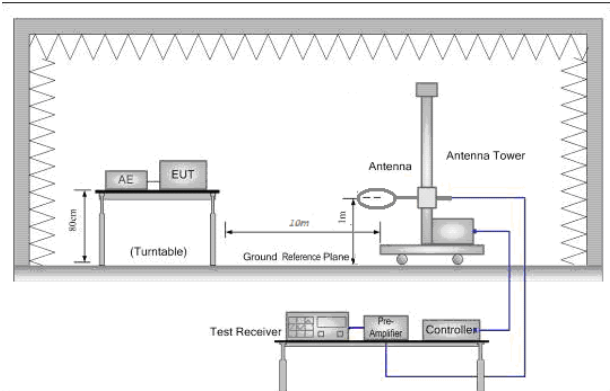 Antenna Tower
Antenna
EUT
AE
80cm
10m
1m
(Turntable)
Ground Reference Plane
Test Receiver
Pre-
Amplifier
Controller